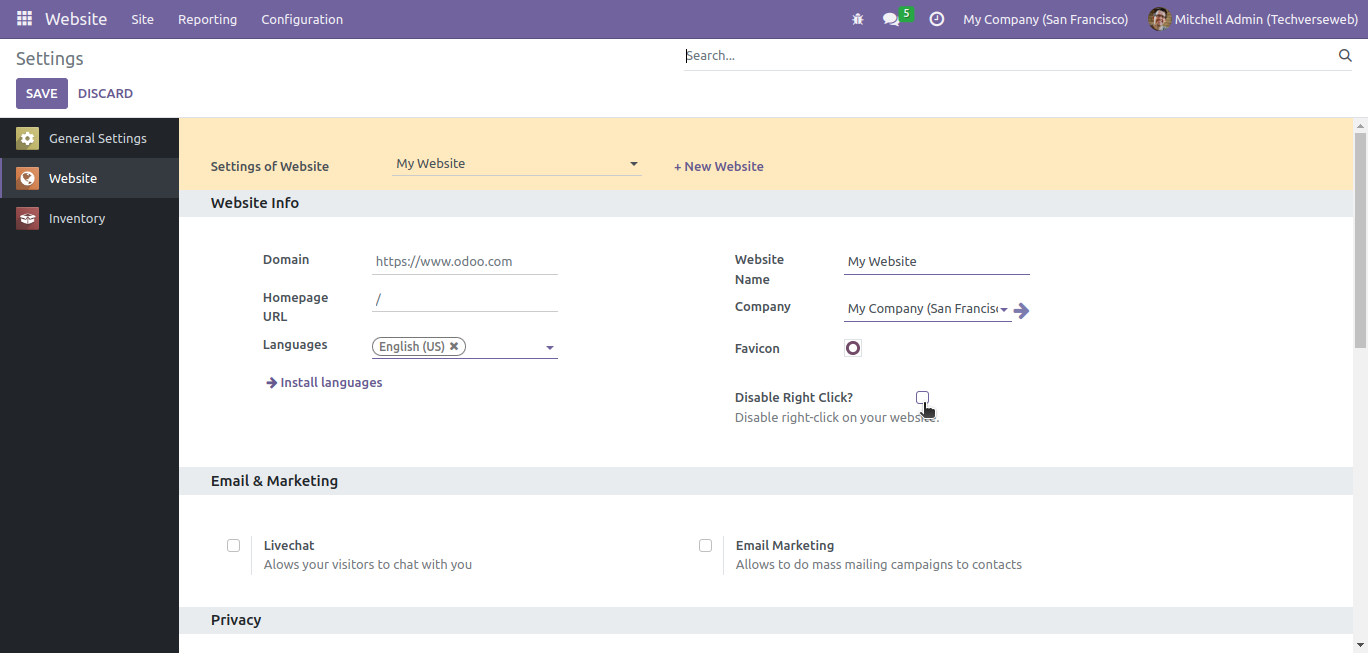 Website Site Reporting Configuration 5 My Company (San Francisco) Mitchell Admin (Techverseweb)
Settings
Search...
SAVE DISCARD
General Settings
Website
Inventory
Settings of Website My Website + New Website
Website Info
Domain https://www.odoo.com
Homepage URL /
Languages English (US)
Install languages
Website Name My Website
Company My Company (San Francis
Favicon
Disable Right Click?
Disable right-click on your website.
Email & Marketing
Livechat
Alows your visitors to chat with you
Email Marketing
Allows to do mass mailing campaigns to contacts
Privacy